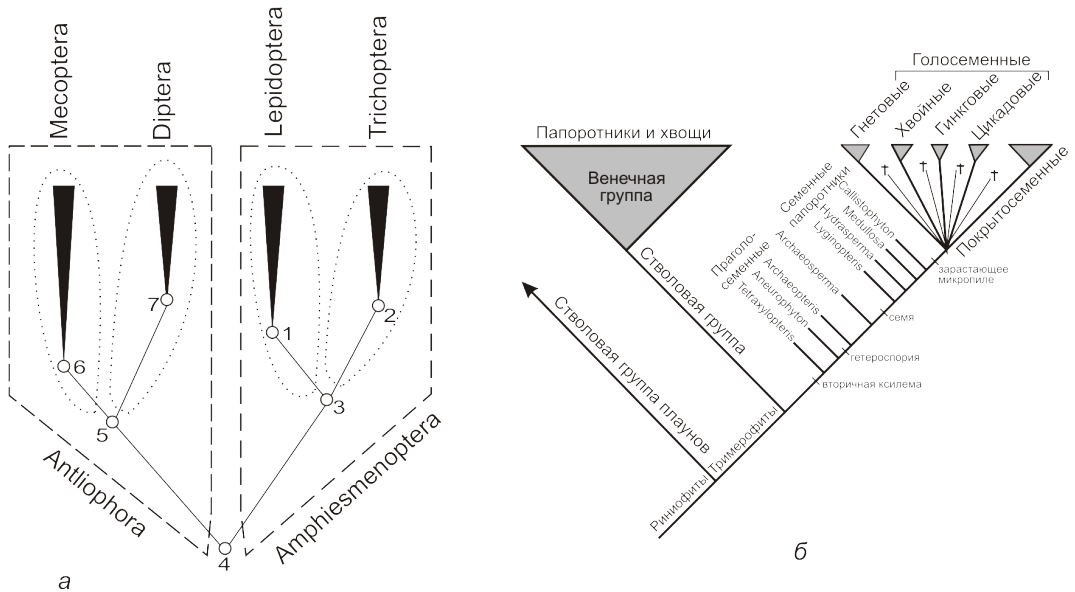 Mecoptera
Diptera
Lepidoptera
Trichoptera
1
2
3
4
5
6
7
Antliophora
Amphiesmenoptera
а
Голосеменные
Гнетовые
Хвойные
Гинкговые
Цикадовые
Покрытосеменные
Папоротники и хвощи
Венечная
группа
Стволовая группа
Стволовая группа плаунов
Семенные
папоротники
Callistophyton
Medullosa
Hydrasperma
Lyginopteris
Archaeosperma
Праголо-
семенные
Archaeopteris
Aneurophyton
Tetraxylopteris
зарастающее
микропиле
семя
гетероспория
вторичная ксилема
Тримерофиты
Риниофиты
б